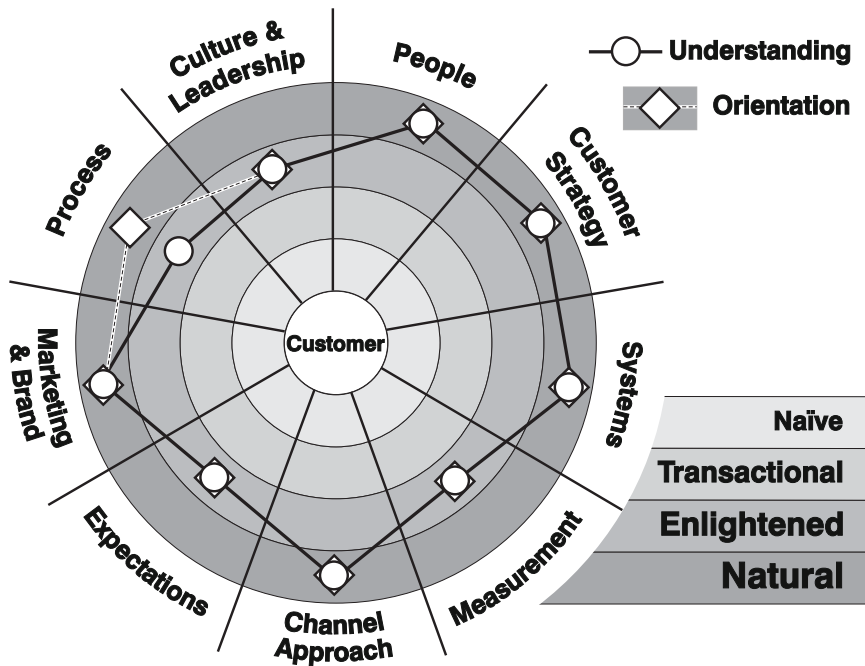 Culture &
Leadership
People
Customer
Strategy
Systems
Measurement
Channel
Approach
Expectations
Marketing
& Brand
Process
Customer
Understanding
Orientation
Naïve
Transactional
Enlightened
Natural